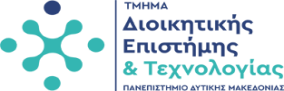 ΤΜΗΜΑ
Διοικητικής
Επιστήμης
& Τεχνολογίας
ΠΑΝΕΠΙΣΤΗΜΙΟ ΔΥΤΙΚΗΣ ΜΑΚΕΔΟΝΙΑΣ